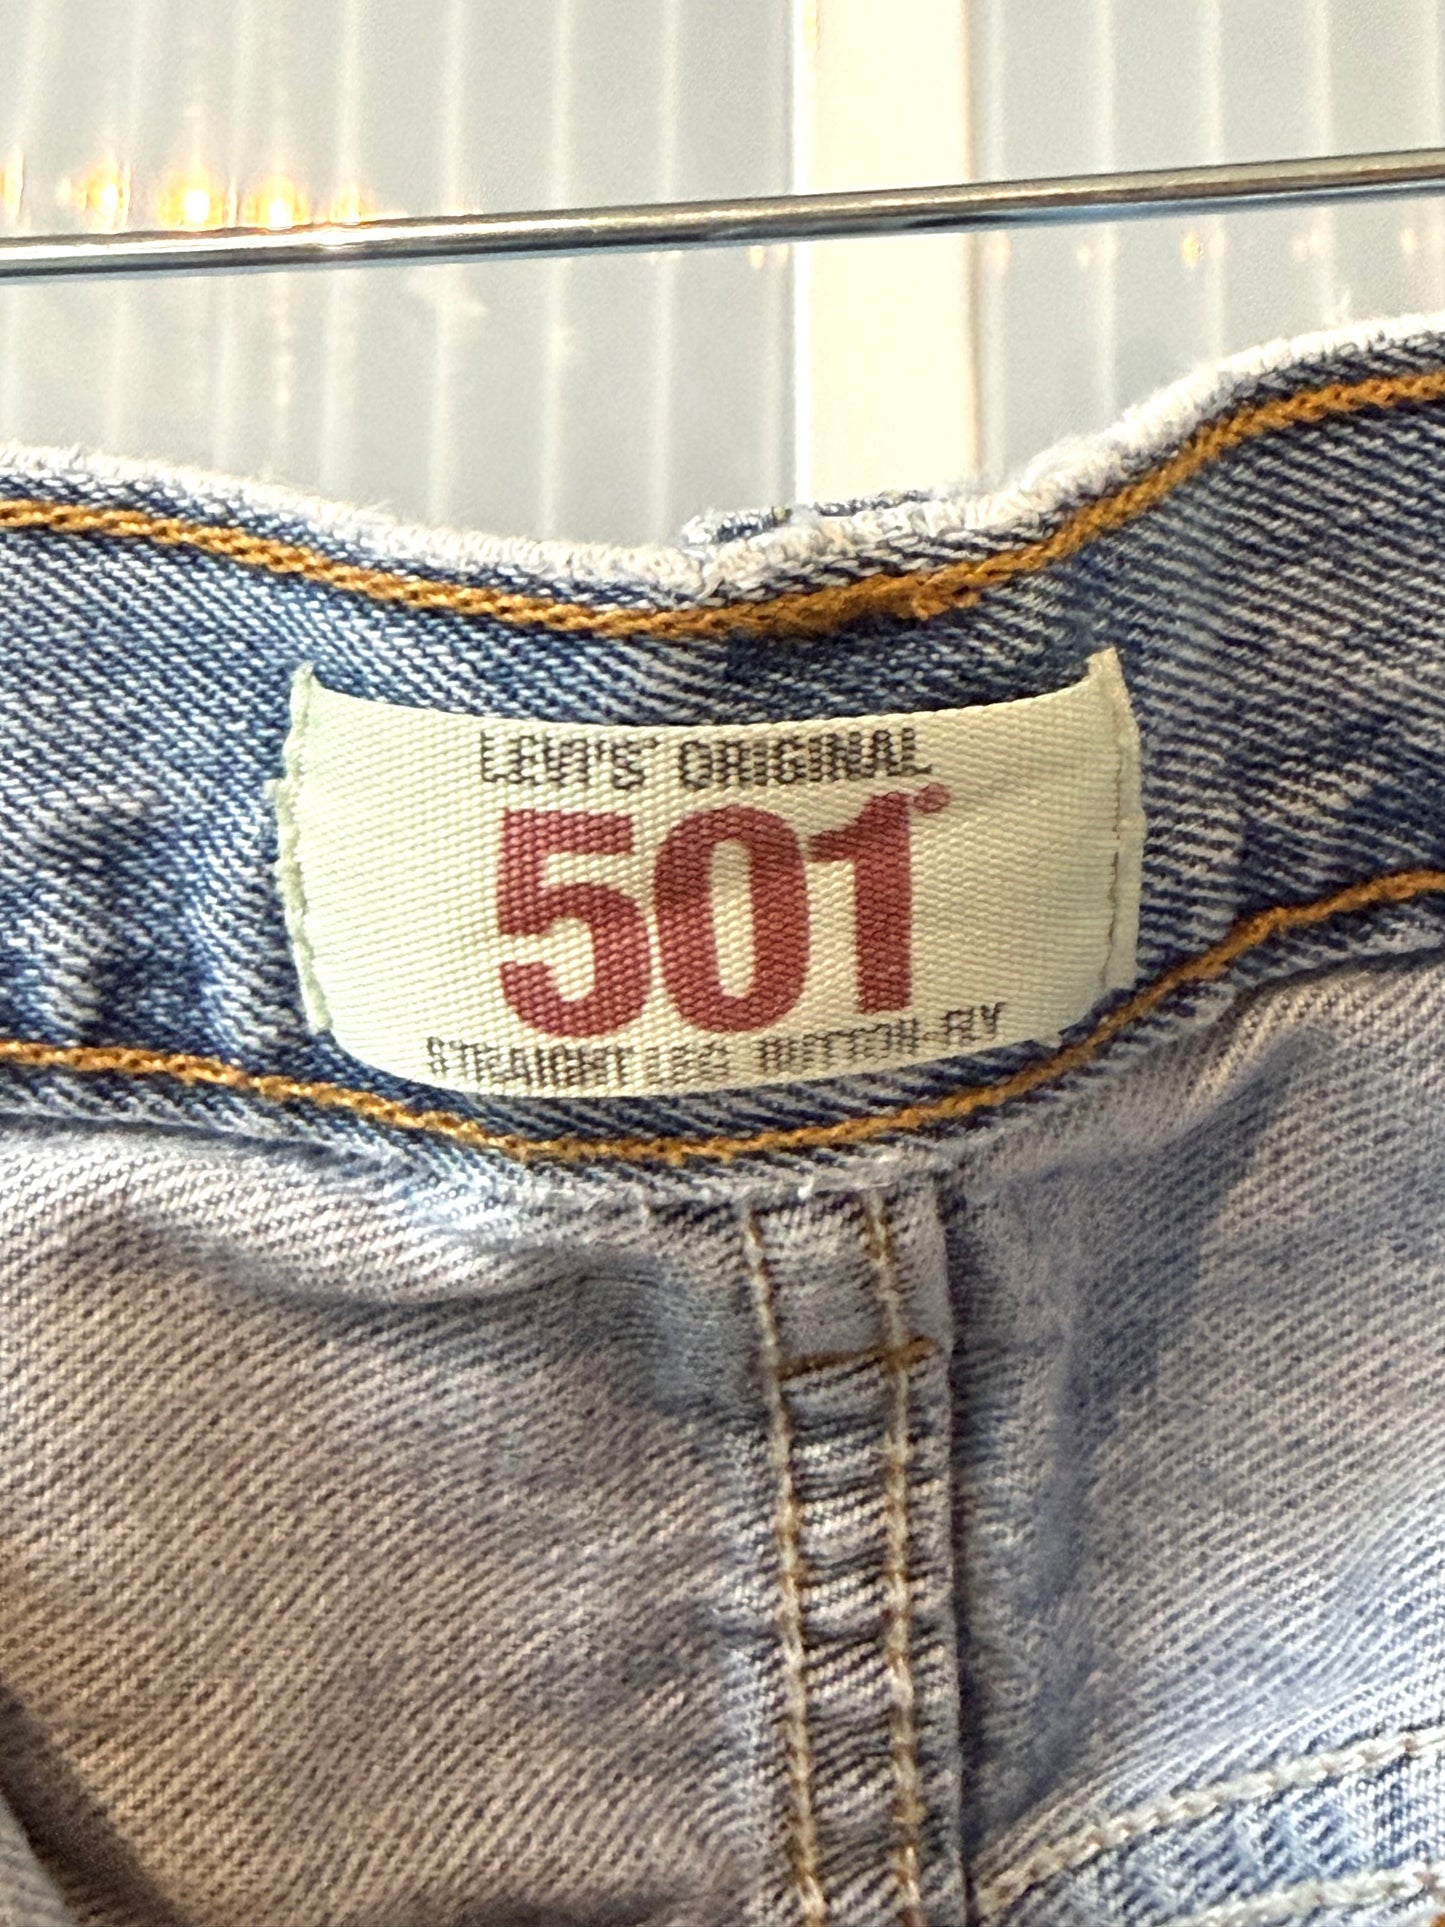 LEVI'S® ORIGINAL
501®
STRAIGHT LEG BUTTON-FLY